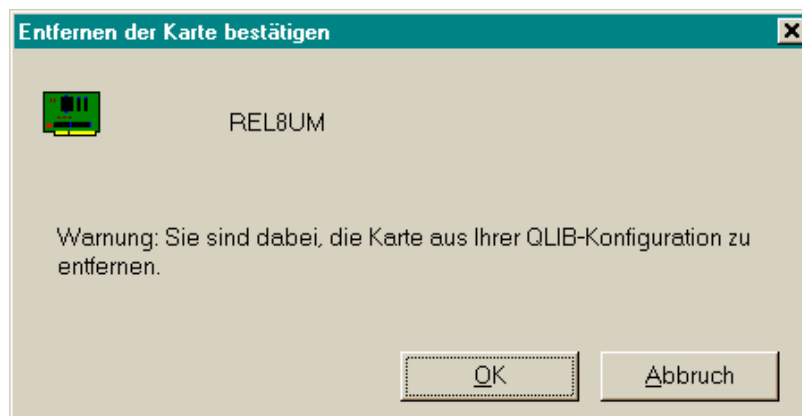 Entfernen der Karte bestätigen
REL8UM
Warnung: Sie sind dabei, die Karte aus Ihrer QLIB-Konfiguration zu
entfernen.
OK Abbruch